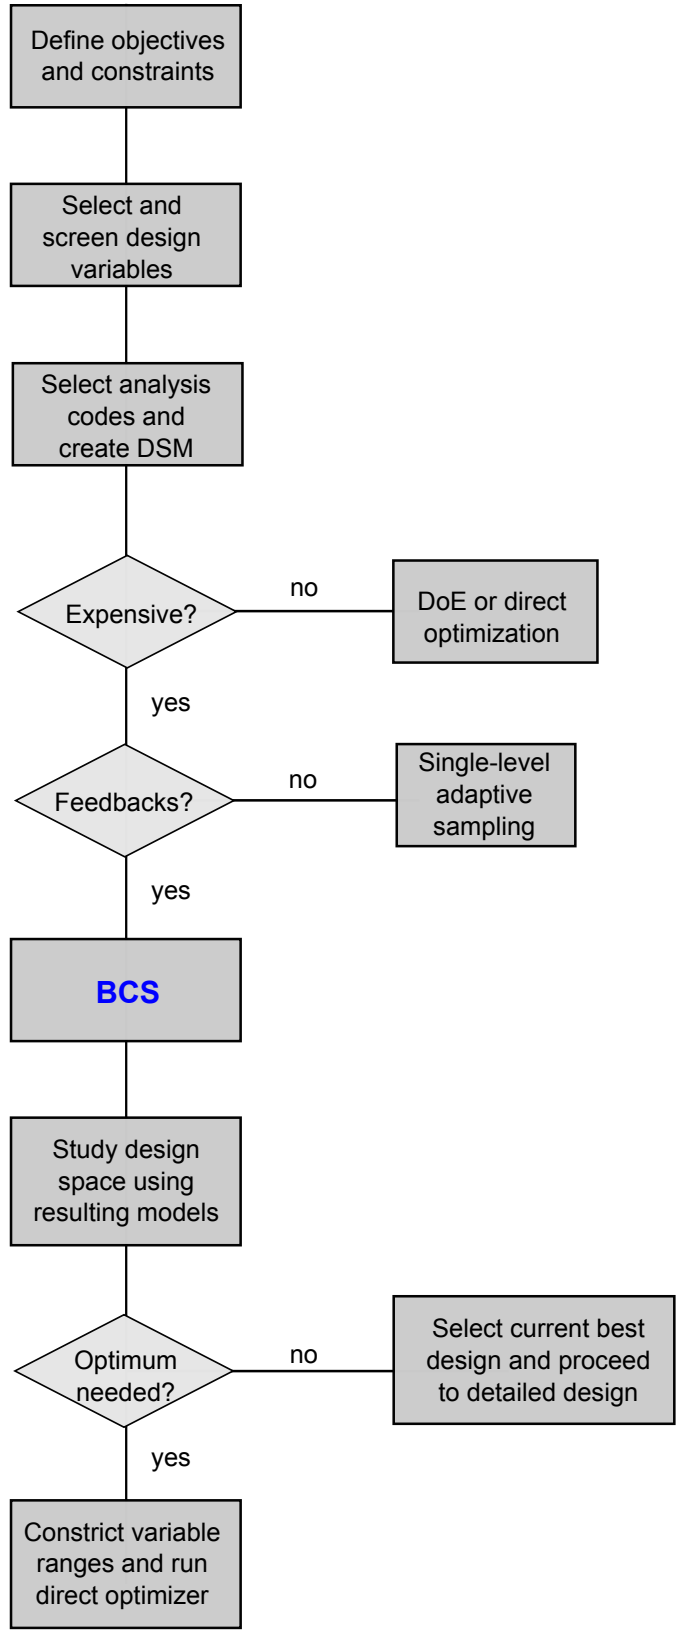 Define objectives
and constraints
Select and
screen design
variables
Select analysis
codes and
create DSM
Expensive?
no
DoE or direct
optimization
yes
Feedbacks?
no
Single-level
adaptive
sampling
yes
BCS
Study design
space using
resulting models
Optimum
needed?
no
Select current best
design and proceed
to detailed design
yes
Constrict variable
ranges and run
direct optimizer